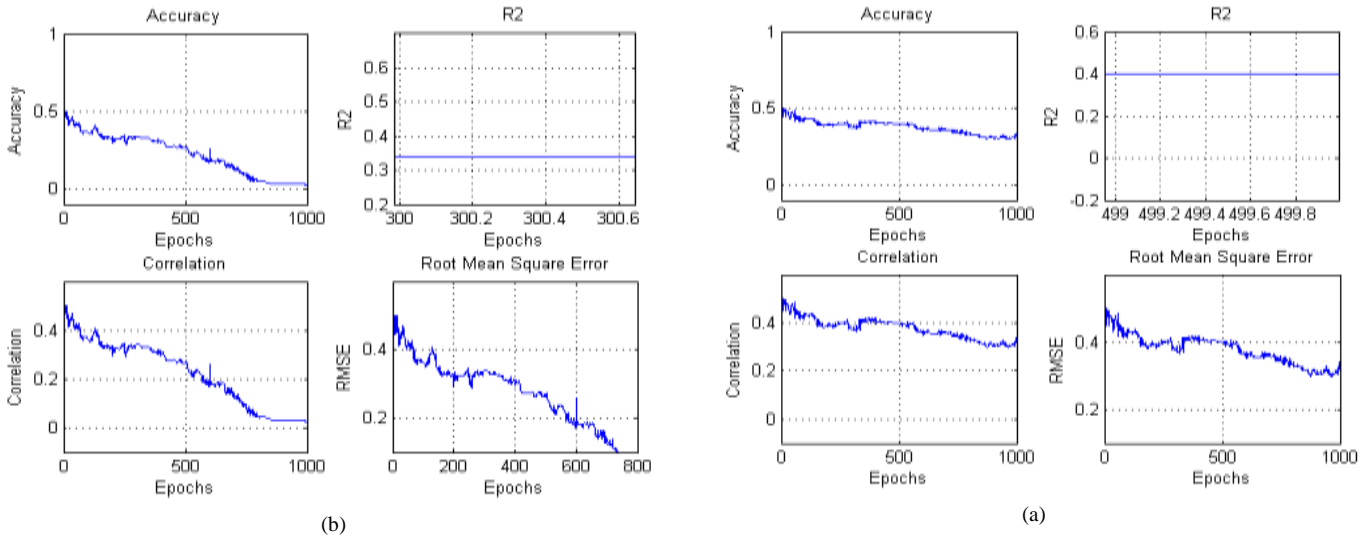 Accuracy
Accuracy
1
0.5
0
0
500
1000
Epochs
R2
R2
0.6
0.5
0.4
0.3
0.2
300
300.2
300.4
300.6
Epochs
Correlation
Correlation
0.4
0.2
0
0
500
1000
Epochs
Root Mean Square Error
RMSE
0.4
0.2
0
200
400
600
800
Epochs
(b)
Accuracy
Accuracy
1
0.5
0
0
500
1000
Epochs
R2
R2
0.6
0.4
0.2
0
-0.2
499
499.2
499.4
499.6
499.8
Epochs
Correlation
Correlation
0.4
0.2
0
0
500
1000
Epochs
Root Mean Square Error
RMSE
0.4
0.2
0
500
1000
Epochs
(a)